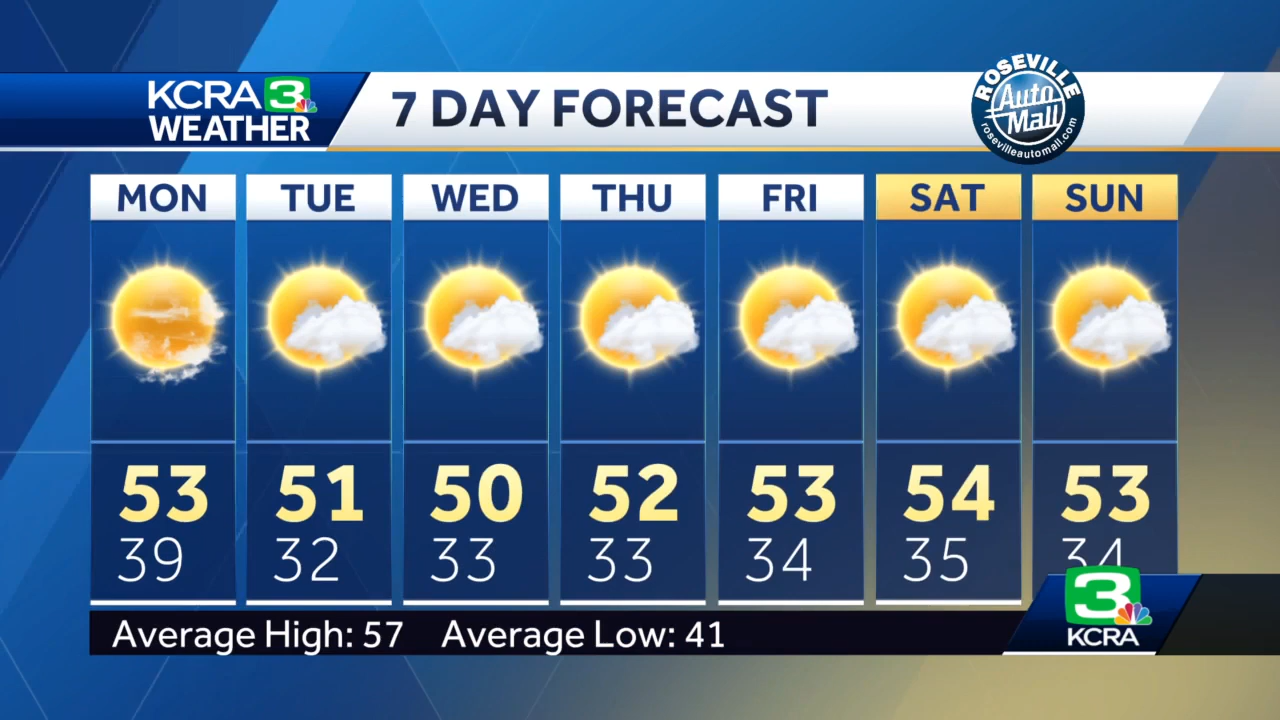 KCRA 3
WEATHER
7 DAY FORECAST
ROSEVILLE
Auto
Mall
rosevilleautomall.com
MON TUE WED THU FRI SAT SUN
53 51 50 52 53 54 53
39 32 33 33 34 35 34
Average High: 57 Average Low: 41
3
KCRA